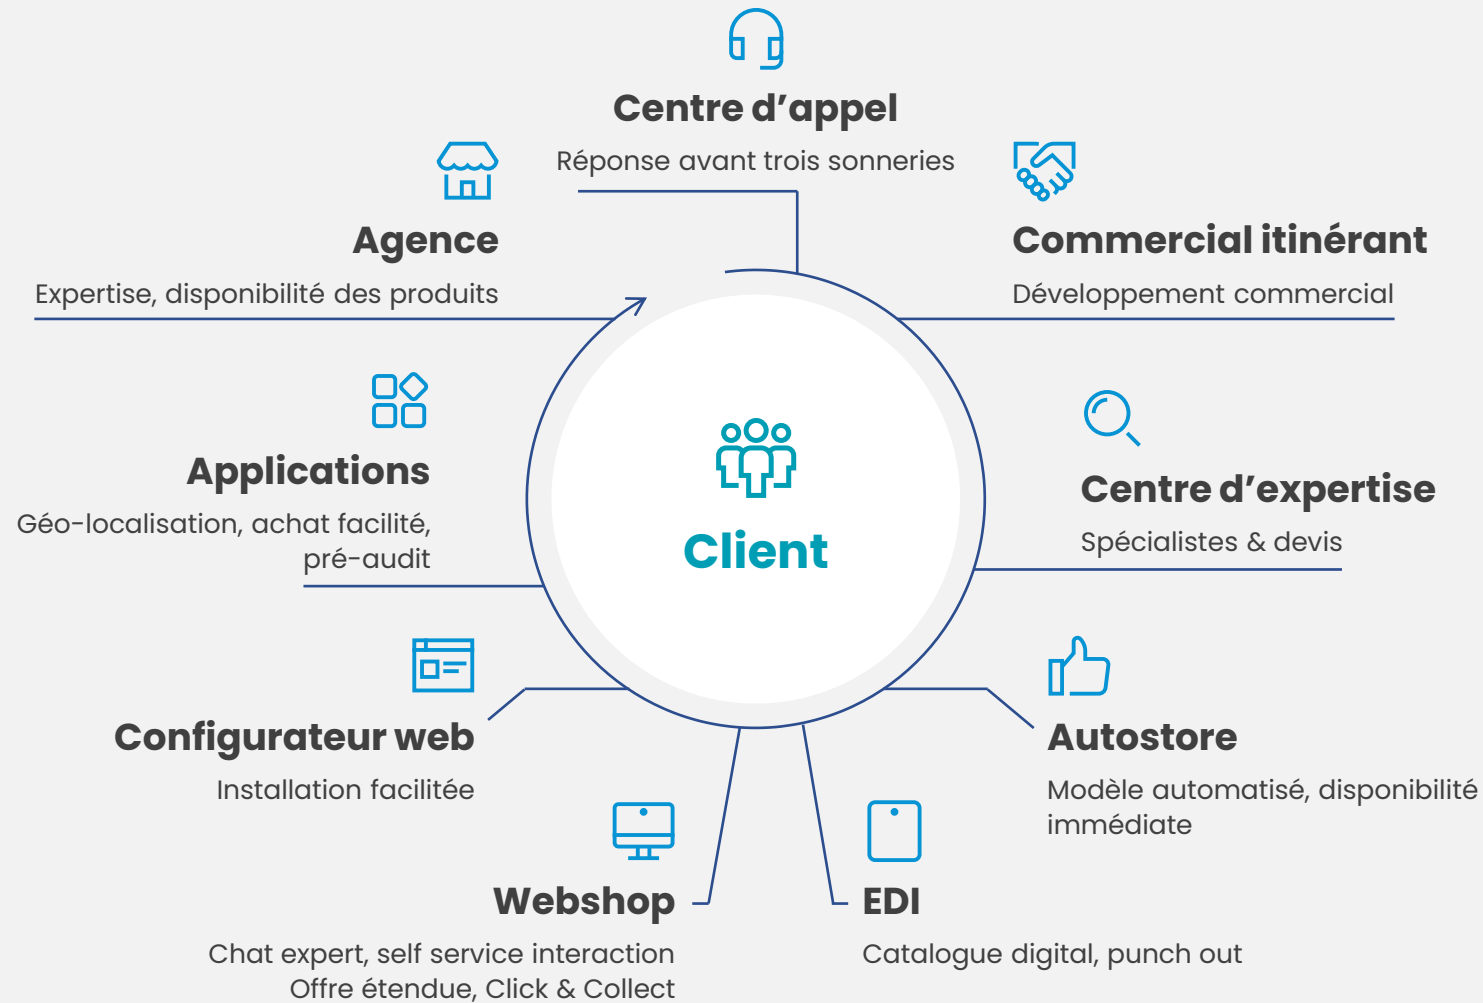 Centre d’appel
Réponse avant trois sonneries
Commercial itinérant
Développement commercial
Centre d’expertise
Spécialistes & devis
Autostore
Modèle automatisé, disponibilité
immédiate
EDI
Catalogue digital, punch out
Webshop
Chat expert, self service interaction
Offre étendue, Click & Collect
Configurateur web
Installation facilitée
Applications
Géo-localisation, achat facilité,
pré-audit
Agence
Expertise, disponibilité des produits
Client